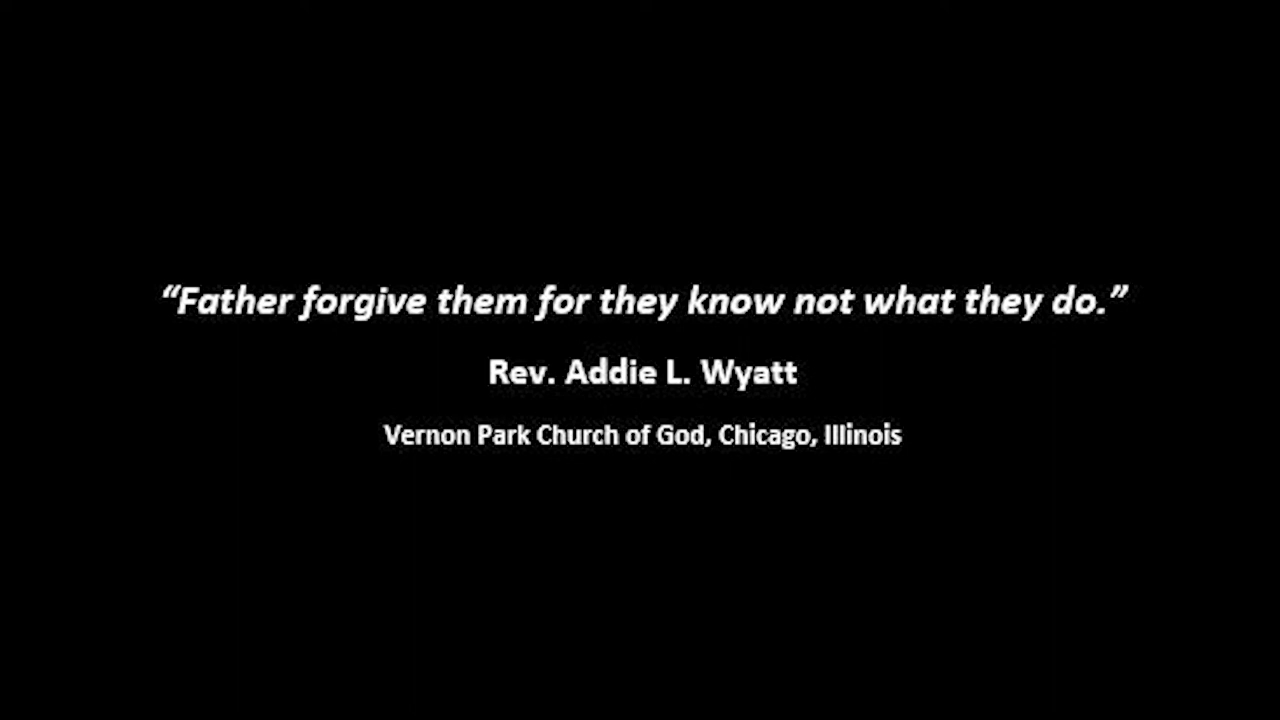 “Father forgive them for they know not what they do.”
Rev. Addie L. Wyatt
Vernon Park Church of God, Chicago, Illinois